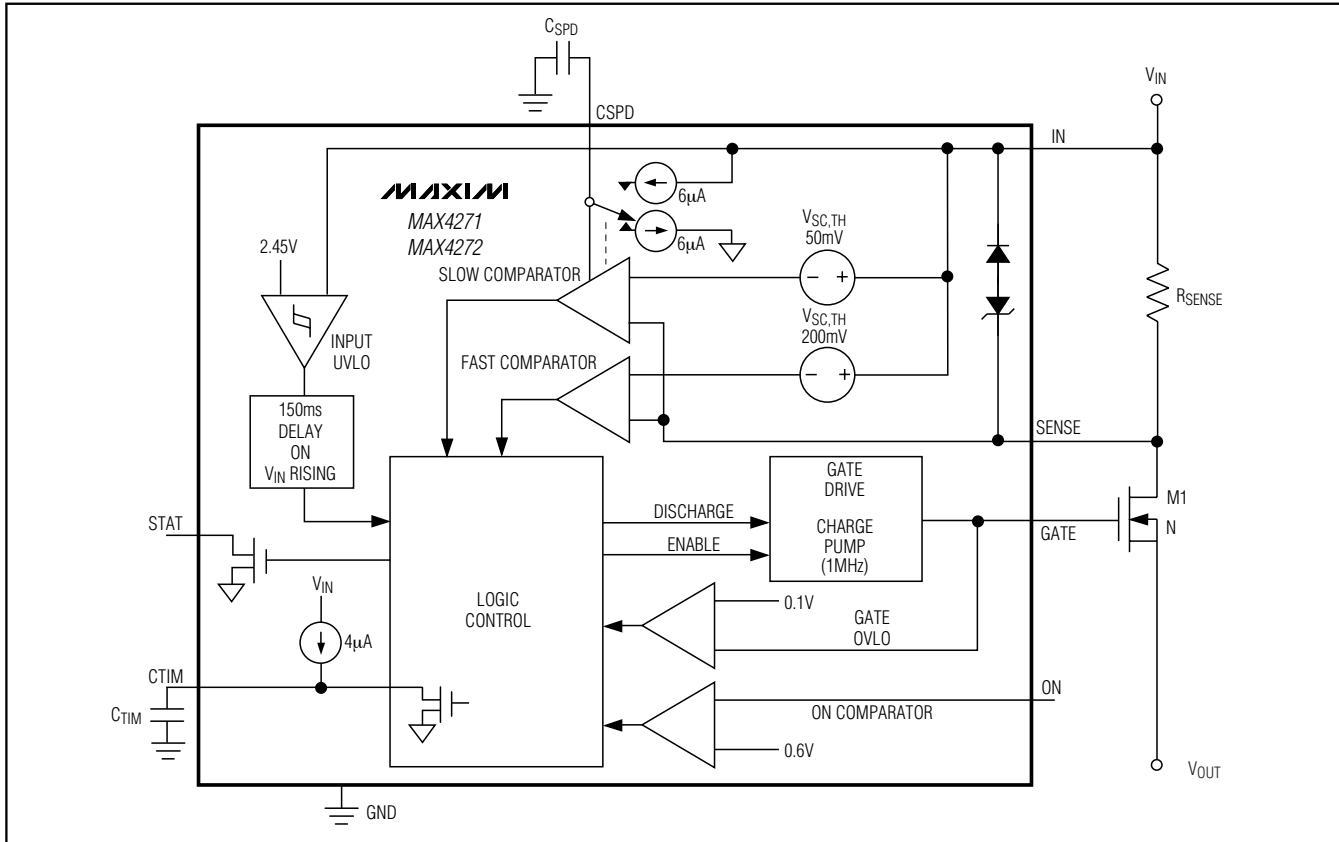 CSPD
VIN
CSPD
IN
MAXIM
MAX4271
MAX4272
6µA
6µA
VSC,TH
50mV
2.45V
SLOW COMPARATOR
RSENSE
VSC,TH
200mV
INPUT
UVLO
FAST COMPARATOR
150ms
DELAY
ON
VIN RISING
SENSE
GATE
DRIVE
CHARGE
PUMP
(1MHz)
M1
N
STAT
DISCHARGE
ENABLE
GATE
VIN
LOGIC
CONTROL
0.1V
GATE
OVLO
4µA
CTIM
CTIM
ON
ON COMPARATOR
0.6V
VOUT
GND